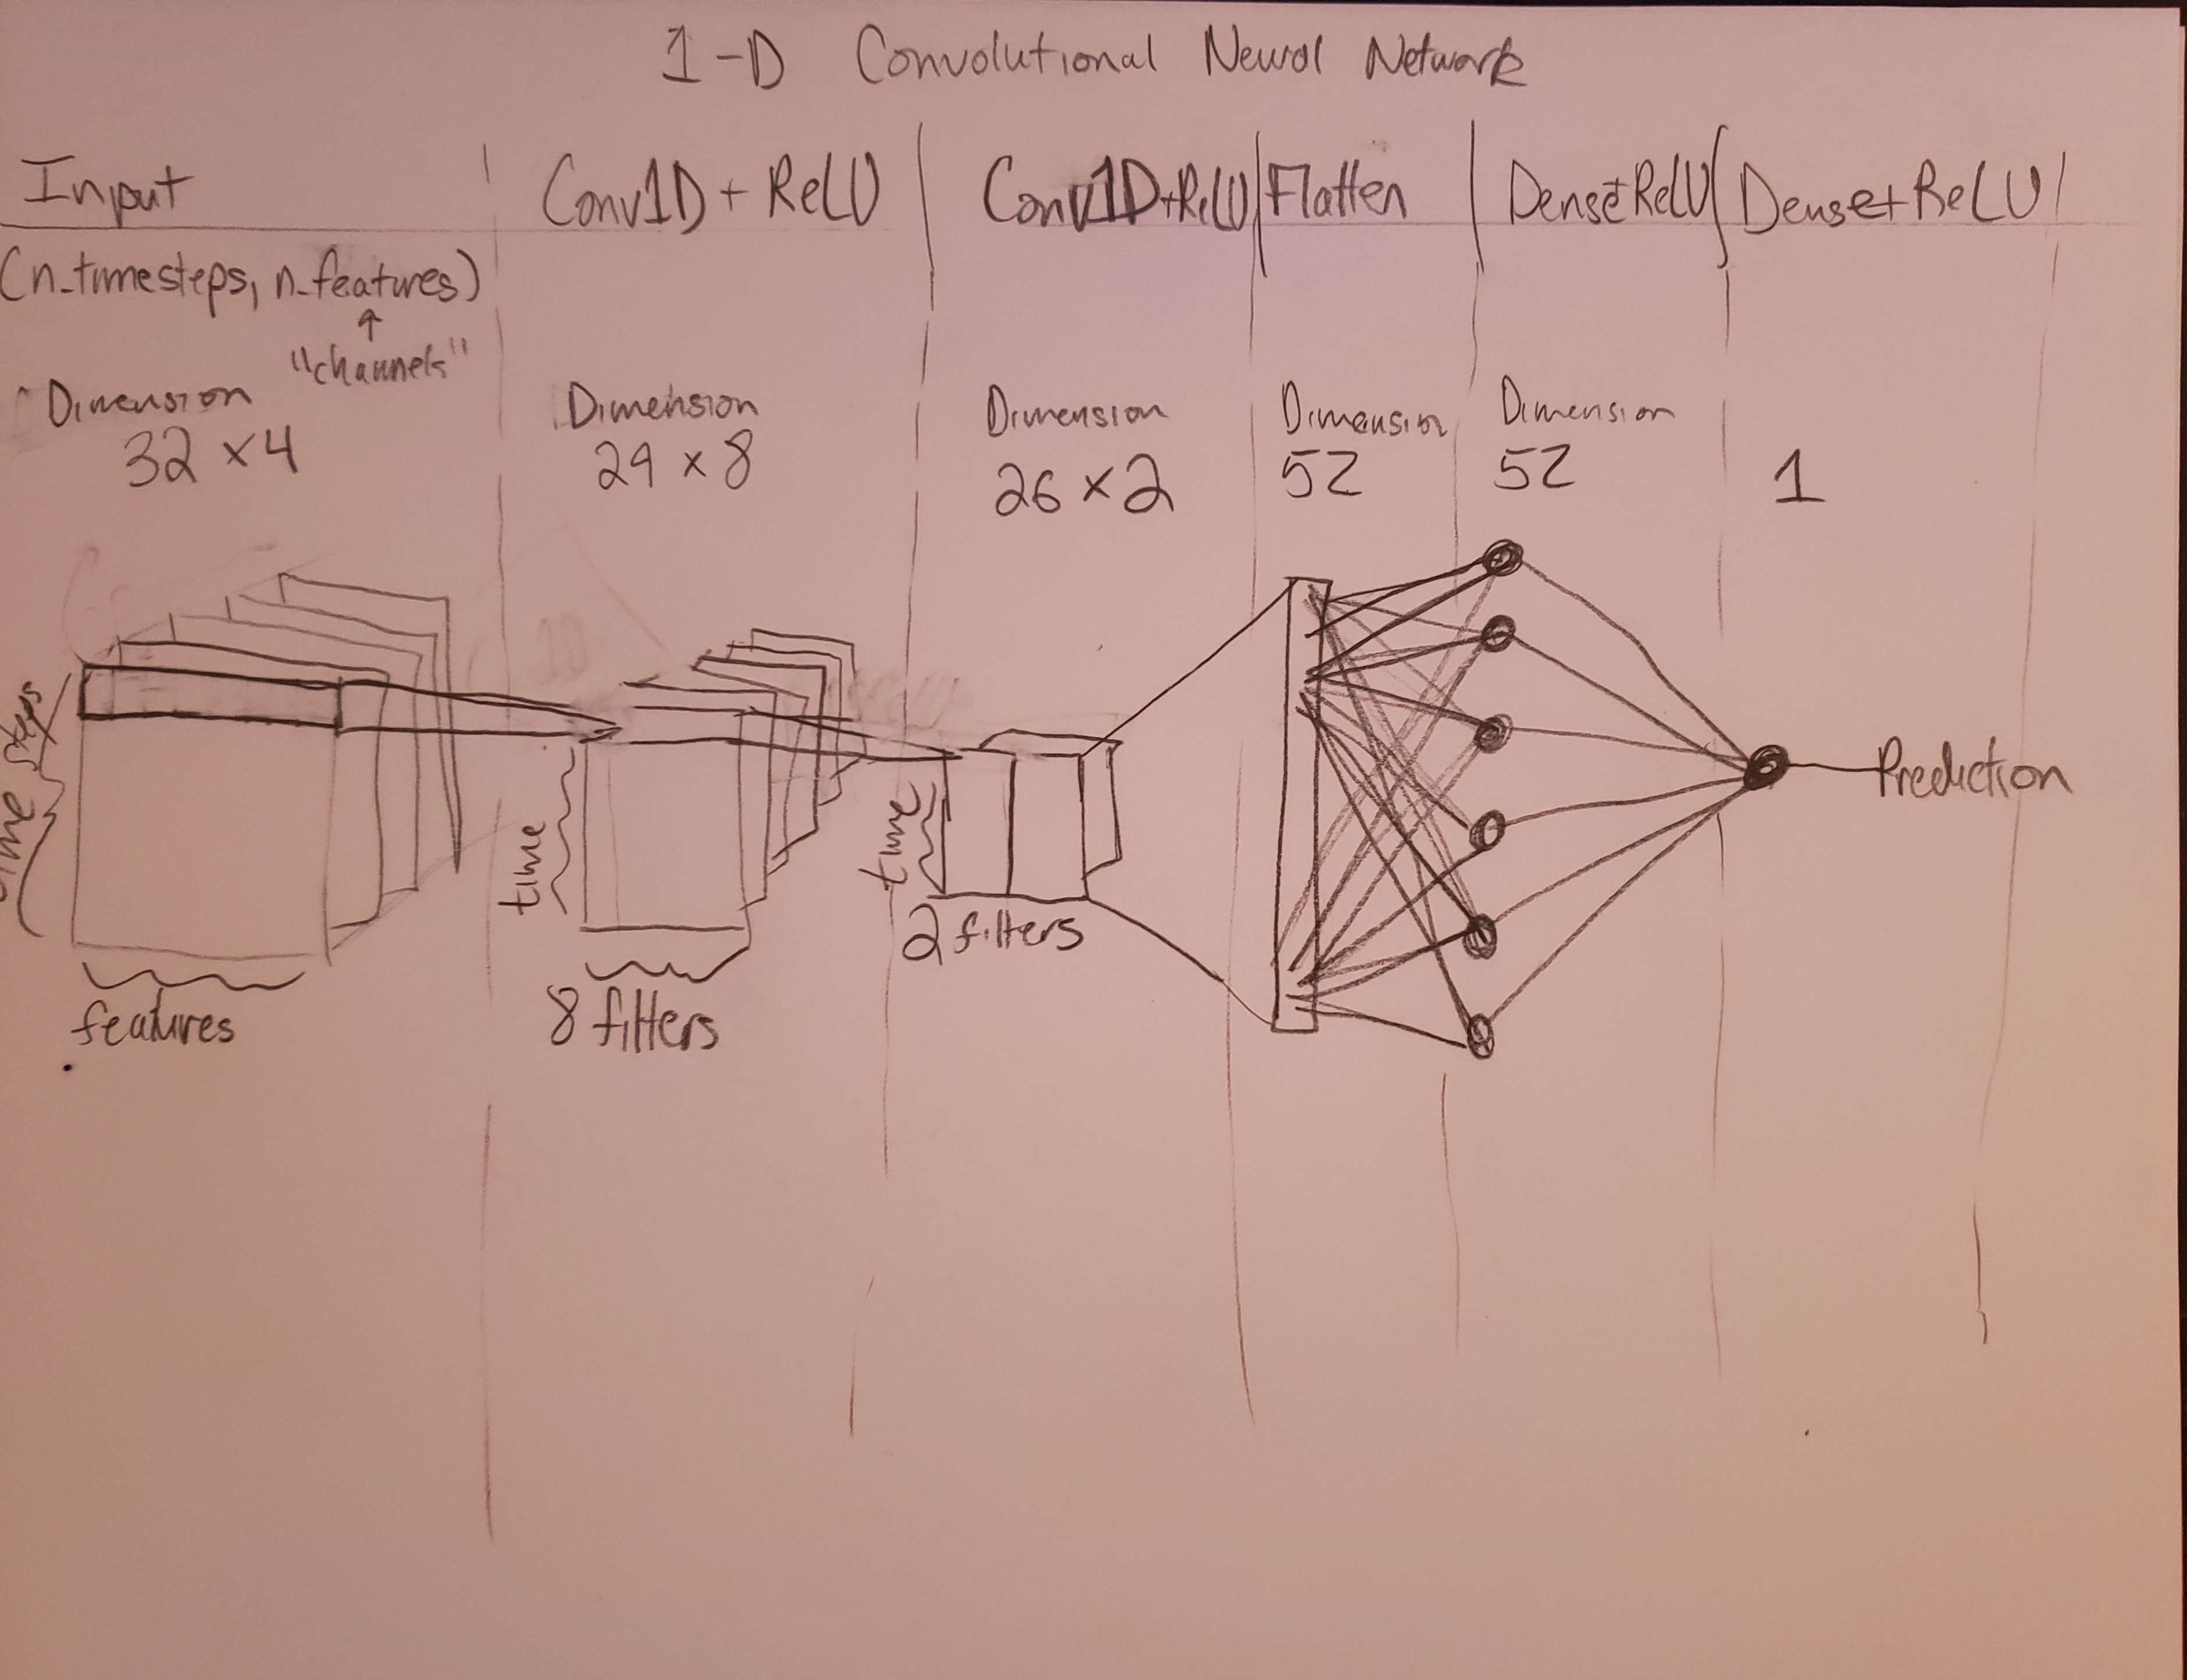 1-D Convolutional Neural Network
Input
Conv1D + ReLU
Conv1D+ReLU
Flatten
Dense+ReLU
Dense+ReLU
(n_timesteps, n_features)
"channels"
Dimension
32 x 4
Dimension
29 x 8
Dimension
26 x 2
Dimension
52
Dimension
52
1
time steps
features
time
8 filters
time
2 filters
Prediction